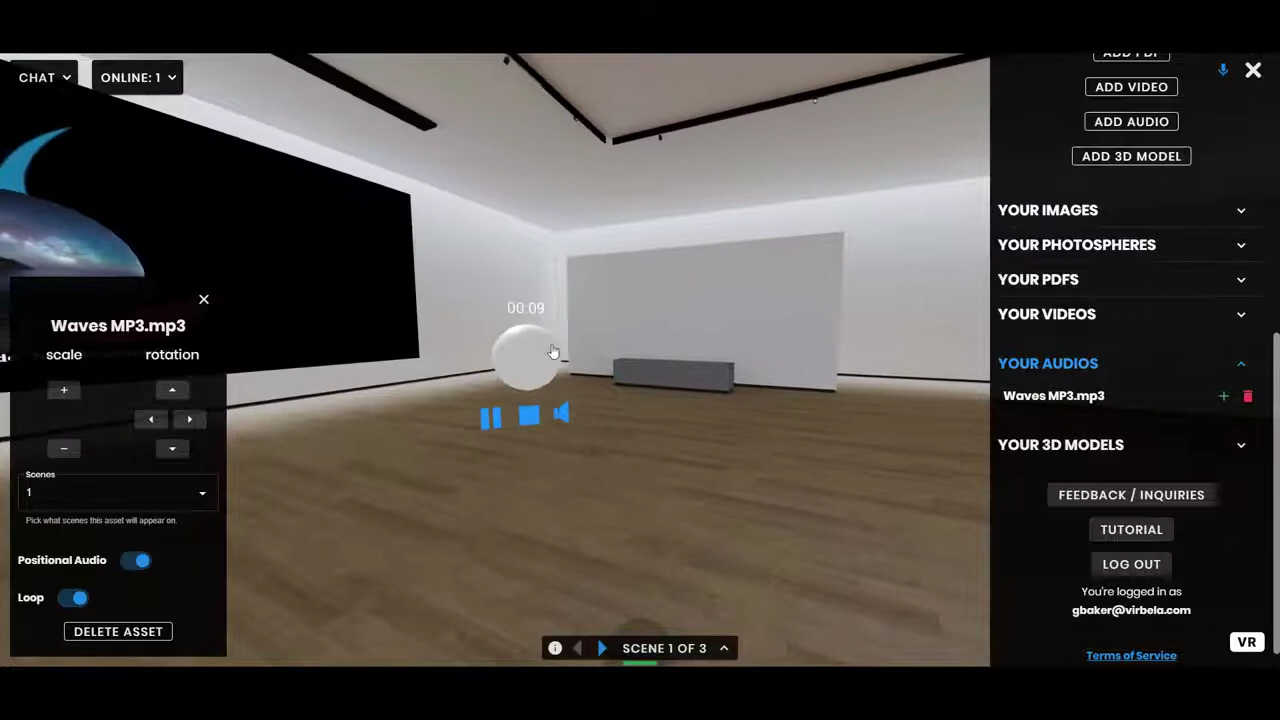 CHAT
ONLINE: 1
ADD PDF
ADD VIDEO
ADD AUDIO
ADD 3D MODEL
YOUR IMAGES
YOUR PHOTOSPHERES
YOUR PDFS
YOUR VIDEOS
YOUR AUDIOS
Waves MP3.mp3
YOUR 3D MODELS
FEEDBACK / INQUIRIES
TUTORIAL
LOG OUT
You're logged in as
gbaker@virbela.com
VR
Terms of Service
00:09
Waves MP3.mp3
scale rotation
Scenes
1
Pick what scenes this asset will appear on.
Positional Audio
Loop
DELETE ASSET
SCENE 1 OF 3